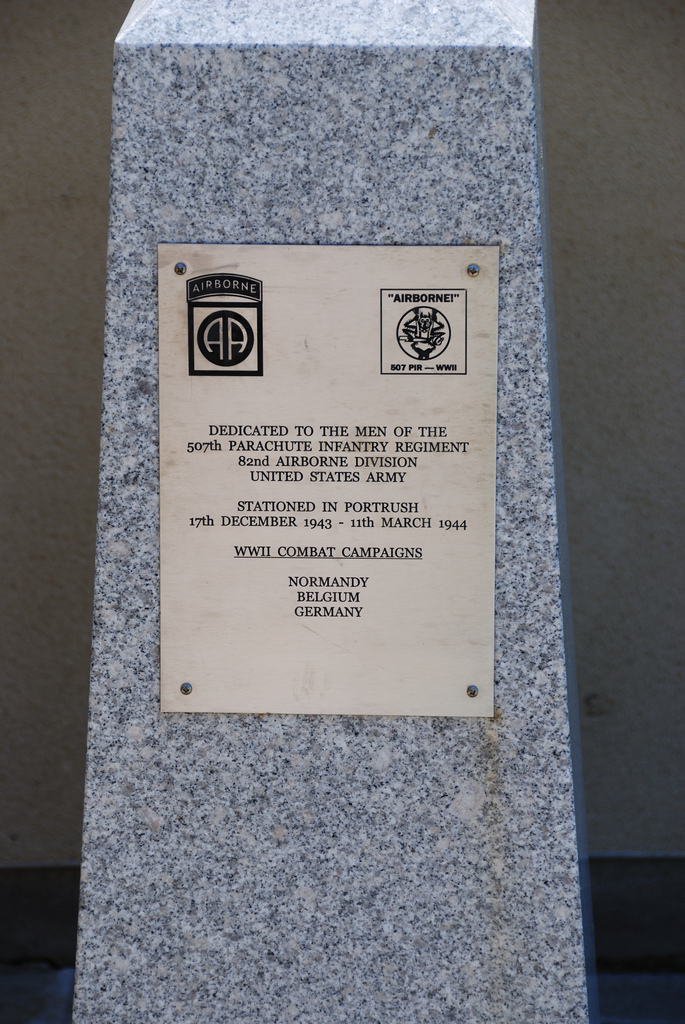 AIRBORNE
AA
"AIRBORNE!"
507 PIR — WWII
DEDICATED TO THE MEN OF THE
507th PARACHUTE INFANTRY REGIMENT
82nd AIRBORNE DIVISION
UNITED STATES ARMY
STATIONED IN PORTRUSH
17th DECEMBER 1943 - 11th MARCH 1944
WWII COMBAT CAMPAIGNS
NORMANDY
BELGIUM
GERMANY